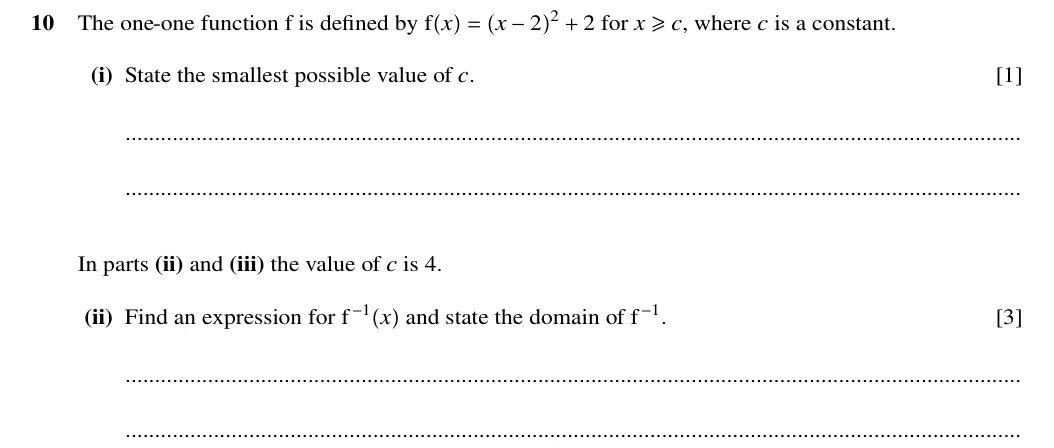 10 The one-one function f is defined by f(x) = (x − 2)² + 2 for x ⩾ c, where c is a constant.
(i) State the smallest possible value of c. [1]
In parts (ii) and (iii) the value of c is 4.
(ii) Find an expression for f⁻¹(x) and state the domain of f⁻¹. [3]